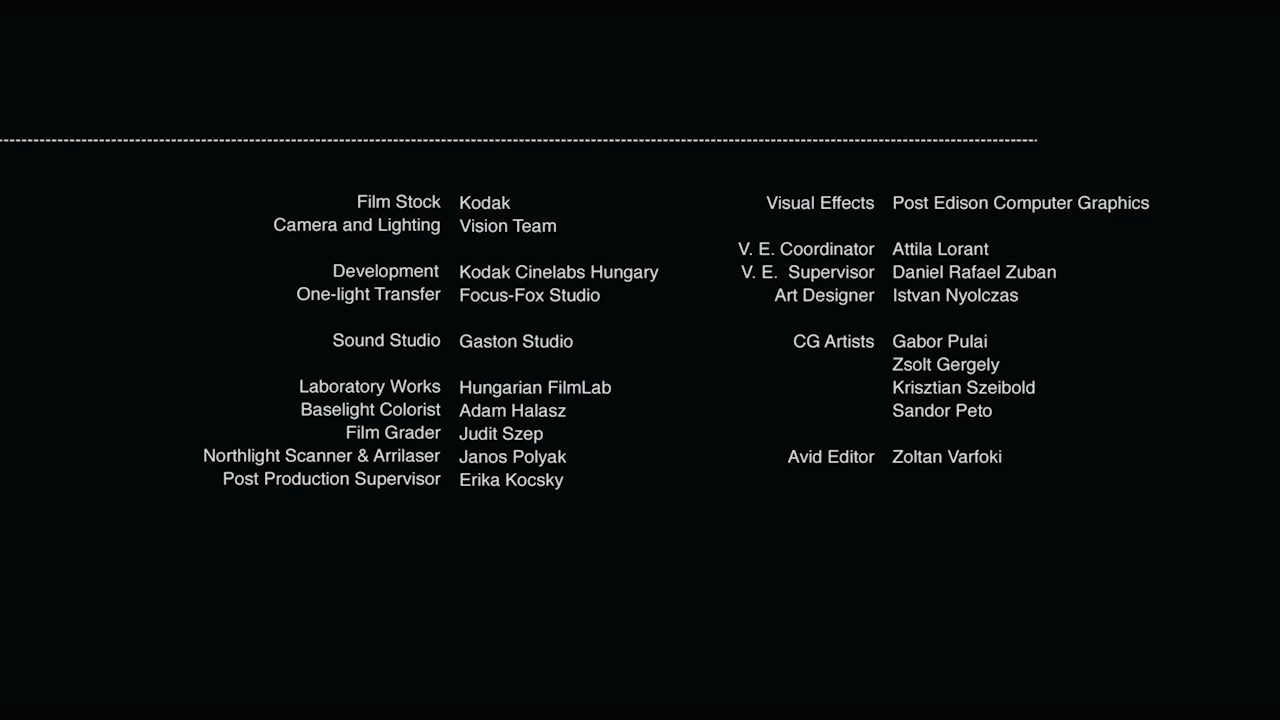 Film Stock Kodak
Camera and Lighting Vision Team
Development Kodak Cinelabs Hungary
One-light Transfer Focus-Fox Studio
Sound Studio Gaston Studio
Laboratory Works Hungarian FilmLab
Baselight Colorist Adam Halasz
Film Grader Judit Szep
Northlight Scanner & Arrilaser Janos Polyak
Post Production Supervisor Erika Kocsky
Visual Effects Post Edison Computer Graphics
V. E. Coordinator Attila Lorant
V. E. Supervisor Daniel Rafael Zuban
Art Designer Istvan Nyolczas
CG Artists Gabor Pulai
Zsolt Gergely
Krisztian Szeibold
Sandor Peto
Avid Editor Zoltan Varfoki